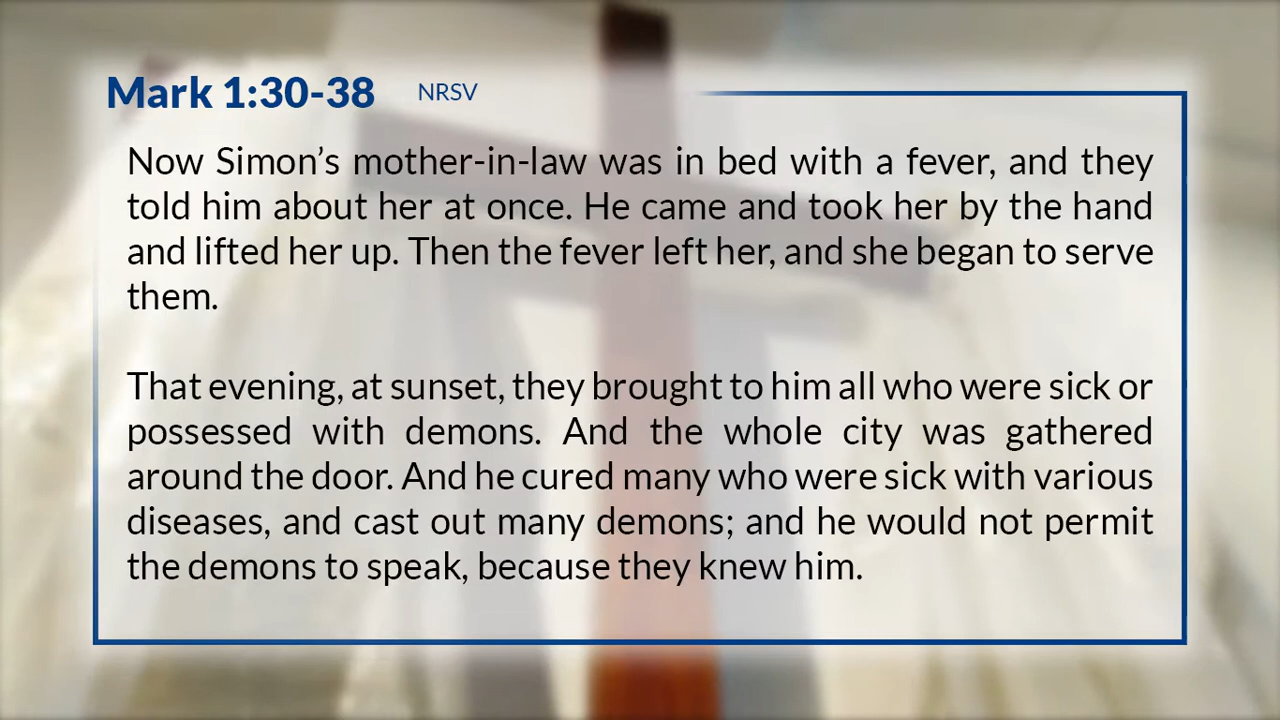 Mark 1:30-38 NRSV
Now Simon’s mother-in-law was in bed with a fever, and they
told him about her at once. He came and took her by the hand
and lifted her up. Then the fever left her, and she began to serve
them.
That evening, at sunset, they brought to him all who were sick or
possessed with demons. And the whole city was gathered
around the door. And he cured many who were sick with various
diseases, and cast out many demons; and he would not permit
the demons to speak, because they knew him.